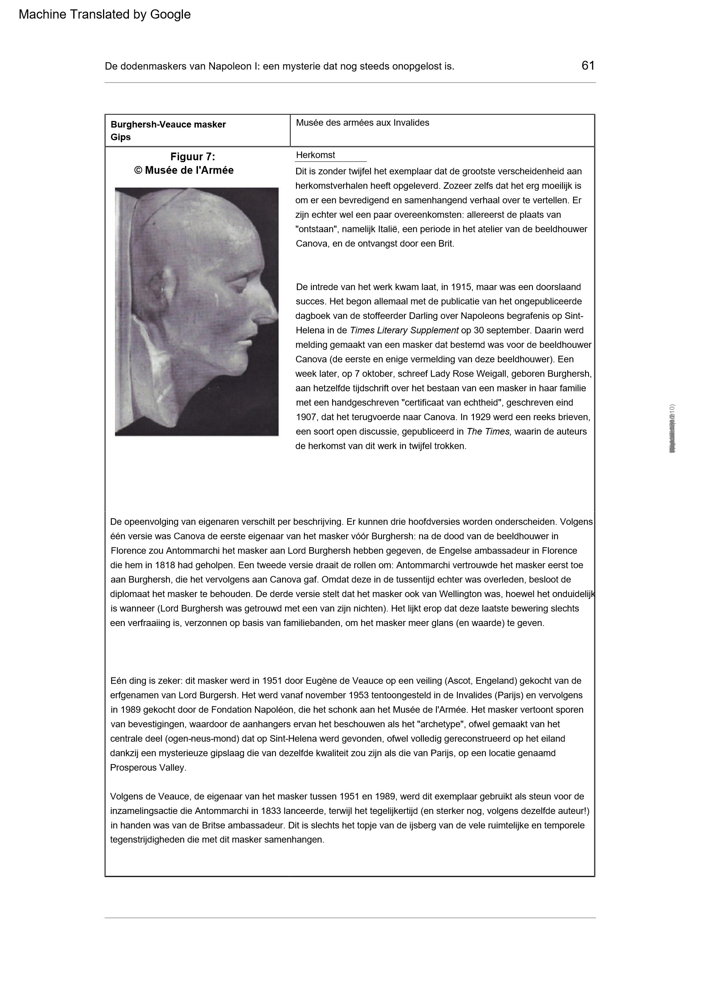 Machine Translated by Google
De dodenmaskers van Napoleon I: een mysterie dat nog steeds onopgelost is.
61
Burghersh-Veauce masker
Gips
Musée des armées aux Invalides
Figuur 7:
© Musée de l'Armée
Herkomst
Dit is zonder twijfel het exemplaar dat de grootste verscheidenheid aan
herkomstverhalen heeft opgeleverd. Zozeer zelfs dat het erg moeilijk is
om er een bevredigend en samenhangend verhaal over te vertellen. Er
zijn echter wel een paar overeenkomsten: allereerst de plaats van
"ontstaan", namelijk Italië, een periode in het atelier van de beeldhouwer
Canova, en de ontvangst door een Brit.
De intrede van het werk kwam laat, in 1915, maar was een doorslaand
succes. Het begon allemaal met de publicatie van het ongepubliceerde
dagboek van de stoffeerder Darling over Napoleons begrafenis op Sint-
Helena in de Times Literary Supplement op 30 september. Daarin werd
melding gemaakt van een masker dat bestemd was voor de beeldhouwer
Canova (de eerste en enige vermelding van deze beeldhouwer). Een
week later, op 7 oktober, schreef Lady Rose Weigall, geboren Burghersh,
aan hetzelfde tijdschrift over het bestaan van een masker in haar familie
met een handgeschreven "certificaat van echtheid", geschreven eind
1907, dat het terugvoerde naar Canova. In 1929 werd een reeks brieven,
een soort open discussie, gepubliceerd in The Times, waarin de auteurs
de herkomst van dit werk in twijfel trokken.
De opeenvolging van eigenaren verschilt per beschrijving. Er kunnen drie hoofdversies worden onderscheiden. Volgens
één versie was Canova de eerste eigenaar van het masker vóór Burghersh: na de dood van de beeldhouwer in
Florence zou Antommarchi het masker aan Lord Burghersh hebben gegeven, de Engelse ambassadeur in Florence
die hem in 1818 had geholpen. Een tweede versie draait de rollen om: Antommarchi vertrouwde het masker eerst toe
aan Burghersh, die het vervolgens aan Canova gaf. Omdat deze in de tussentijd echter was overleden, besloot de
diplomaat het masker te behouden. De derde versie stelt dat het masker ook van Wellington was, hoewel het onduidelijk
is wanneer (Lord Burghersh was getrouwd met een van zijn nichten). Het lijkt erop dat deze laatste bewering slechts
een verfraaiing is, verzonnen op basis van familiebanden, om het masker meer glans (en waarde) te geven.
Eén ding is zeker: dit masker werd in 1951 door Eugène de Veauce op een veiling (Ascot, Engeland) gekocht van de
erfgenamen van Lord Burgersh. Het werd vanaf november 1953 tentoongesteld in de Invalides (Parijs) en vervolgens
in 1989 gekocht door de Fondation Napoléon, die het schonk aan het Musée de l'Armée. Het masker vertoont sporen
van bevestigingen, waardoor de aanhangers ervan het beschouwen als het "archetype", ofwel gemaakt van het
centrale deel (ogen-neus-mond) dat op Sint-Helena werd gevonden, ofwel volledig gereconstrueerd op het eiland
dankzij een mysterieuze gipslaag die van dezelfde kwaliteit zou zijn als die van Parijs, op een locatie genaamd
Prosperous Valley.
Volgens de Veauce, de eigenaar van het masker tussen 1951 en 1989, werd dit exemplaar gebruikt als steun voor de
inzamelingsactie die Antommarchi in 1833 lanceerde, terwijl het tegelijkertijd (en sterker nog, volgens dezelfde auteur!)
in handen was van de Britse ambassadeur. Dit is slechts het topje van de ijsberg van de vele ruimtelijke en temporele
tegenstrijdigheden die met dit masker samenhangen.